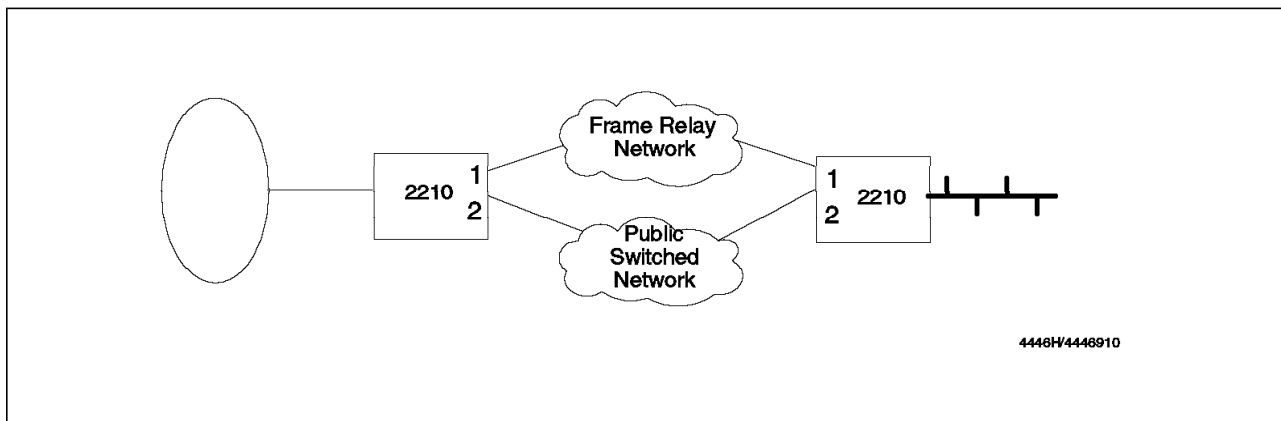 Frame Relay
Network
2210
1
2
1
2
2210
Public
Switched
Network
4446H/4446910